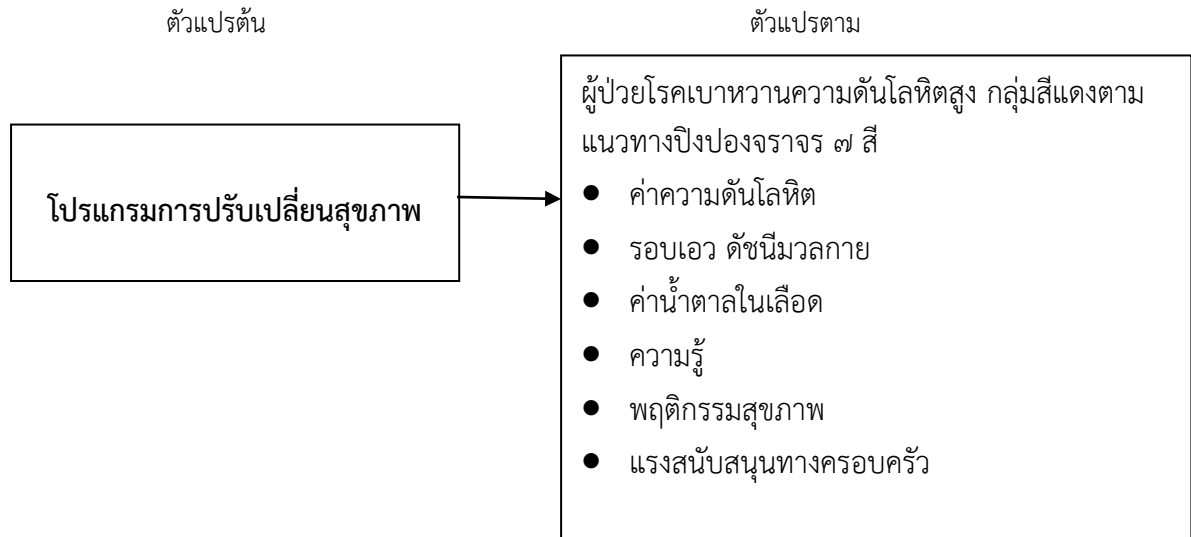 ตัวแปรต้น
ตัวแปรตาม
โปรแกรมการปรับเปลี่ยนสุขภาพ
ผู้ป่วยโรคเบาหวานความดันโลหิตสูง กลุ่มสีแดงตาม
แนวทางปิงปองจราจร ๗ สี
● ค่าความดันโลหิต
● รอบเอว ดัชนีมวลกาย
● ค่าน้ำตาลในเลือด
● ความรู้
● พฤติกรรมสุขภาพ
● แรงสนับสนุนทางครอบครัว